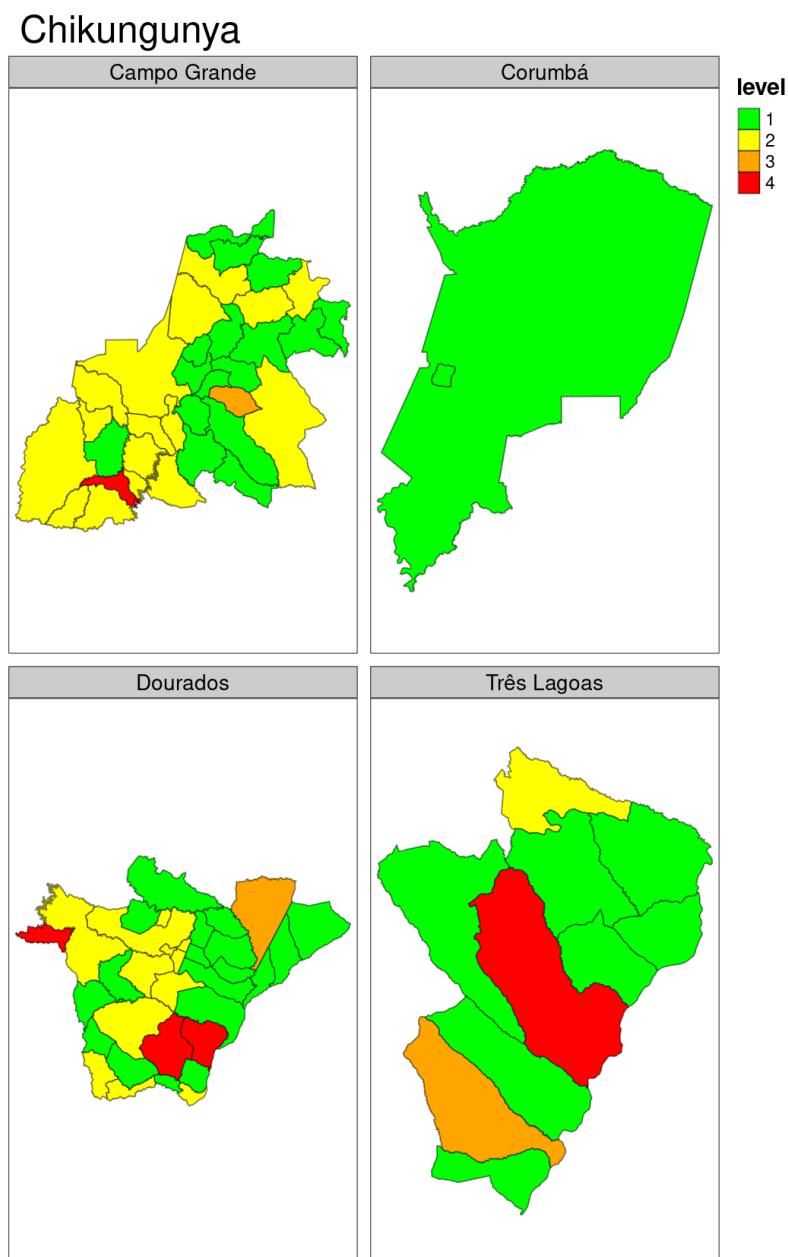 Chikungunya
Campo Grande
Corumbá
level
1
2
3
4
Dourados
Três Lagoas